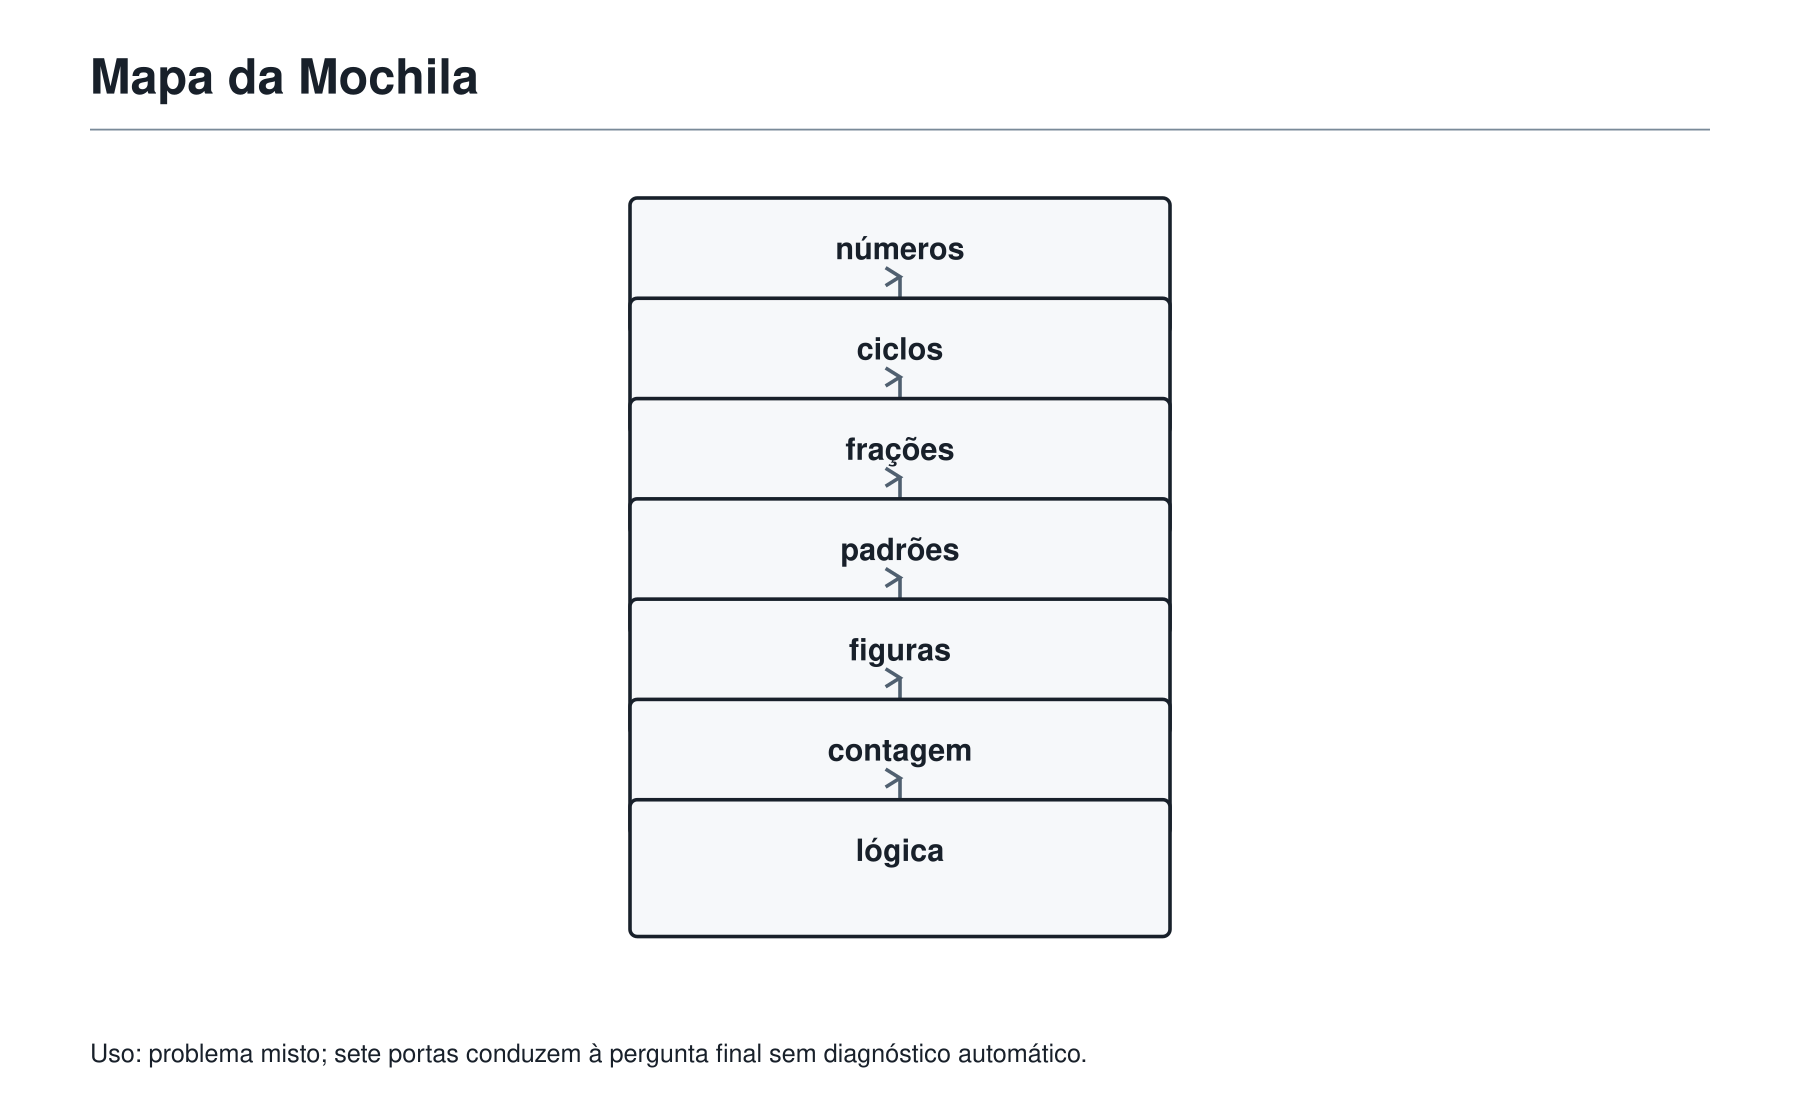 Mapa da Mochila
números
ciclos
frações
padrões
figuras
contagem
lógica
Uso: problema misto; sete portas conduzem à pergunta final sem diagnóstico automático.